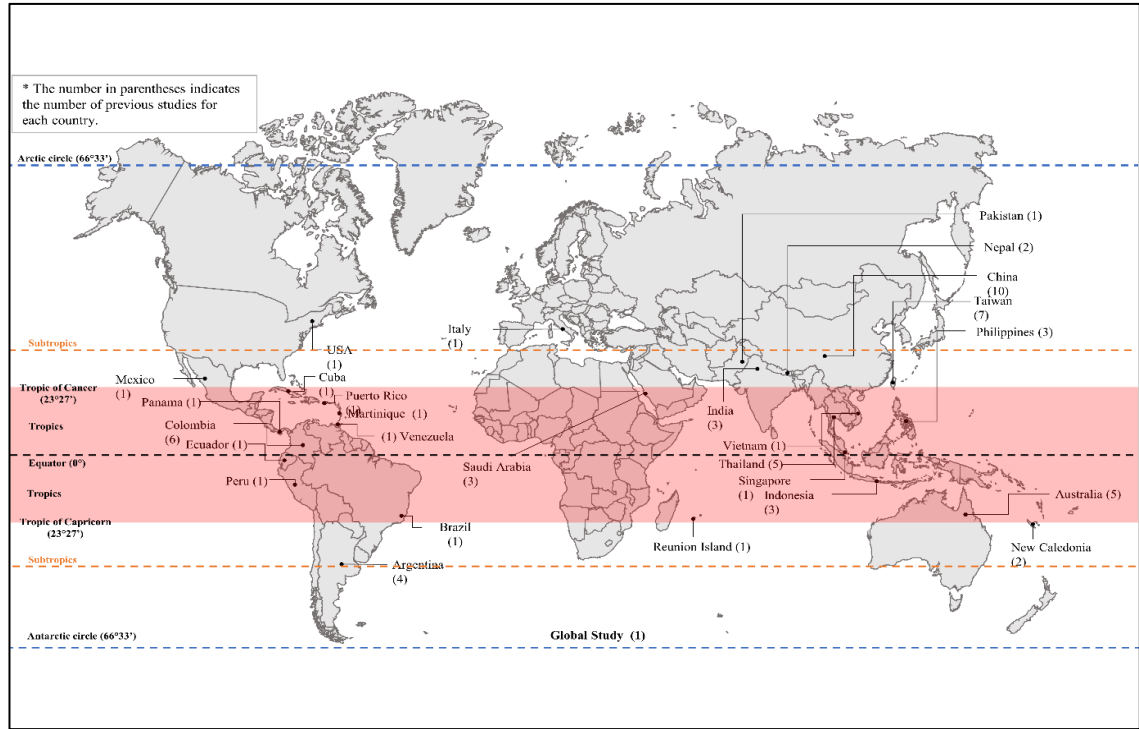 * The number in parentheses indicates
the number of previous studies for
each country.
Arctic circle (66°33’)
Pakistan (1)
Nepal (2)
China
(10)
Taiwan
(7)
Philippines (3)
Italy
(1)
USA
(1)
Subtropics
Mexico
(1)
Cuba
(1)
Tropic of Cancer
(23°27’)
Puerto Rico
Panama (1)
Martinique (1)
India
(3)
Colombia
(6)
Tropics
(1) Venezuela
Ecuador (1)
Vietnam (1)
Equator (0°)
Saudi Arabia
(3)
Thailand (5)
Peru (1)
Singapore
(1)
Indonesia
(3)
Tropics
Australia (5)
Tropic of Capricorn
(23°27’)
Brazil
(1)
Reunion Island (1)
New Caledonia
(2)
Subtropics
Argentina
(4)
Antarctic circle (66°33’)
Global Study (1)